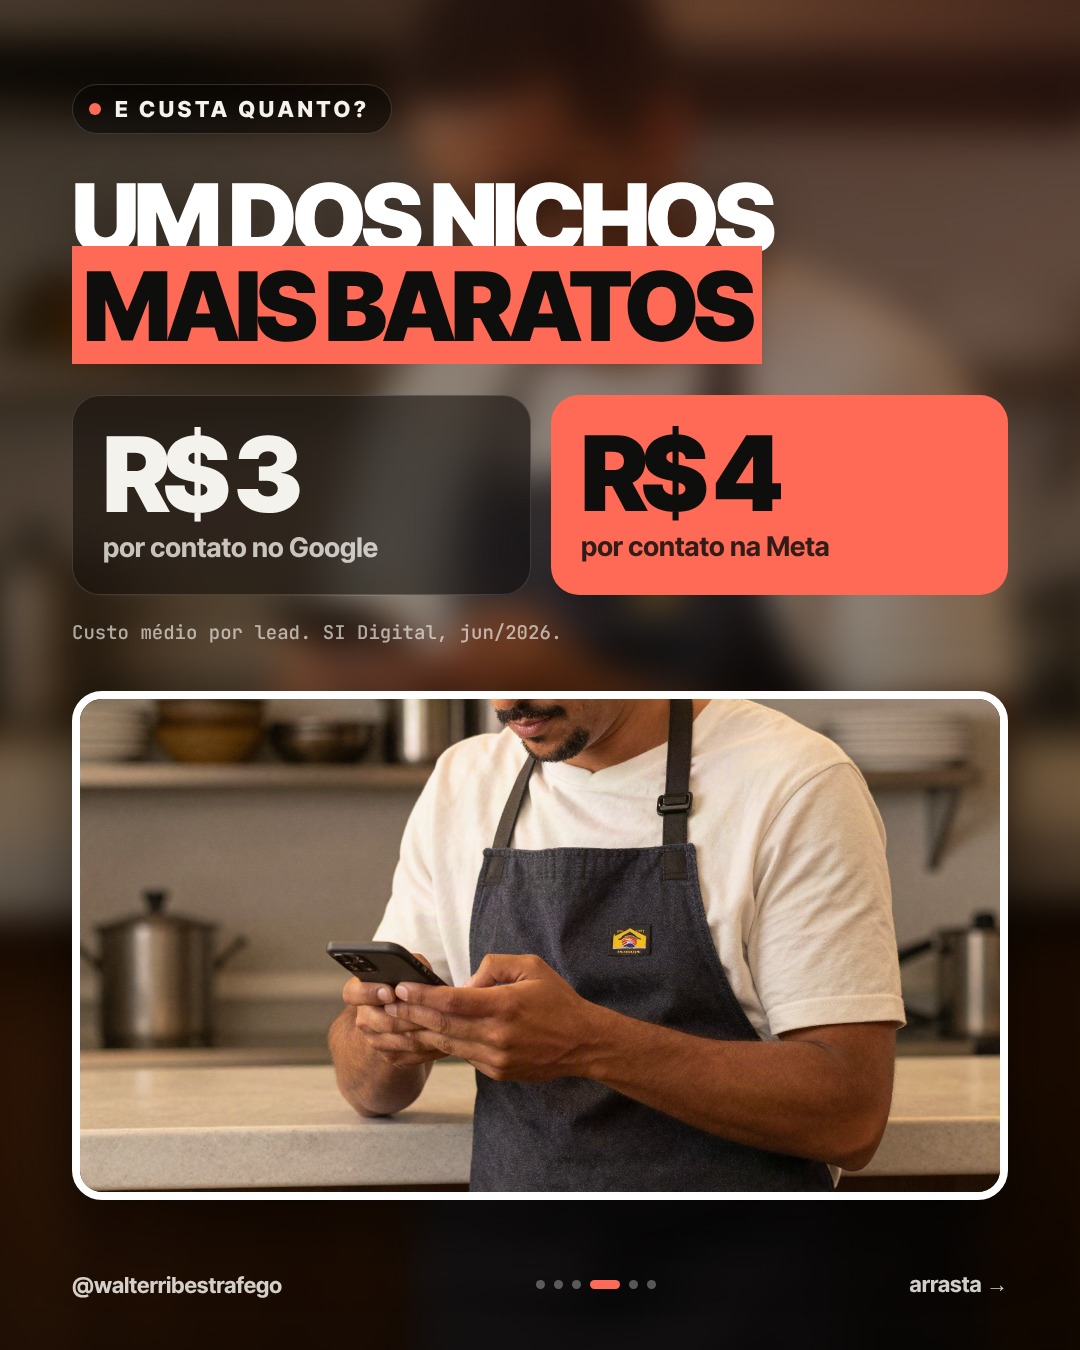 E CUSTA QUANTO?
UM DOS NICHOS
MAIS BARATOS
R$ 3
por contato no Google
R$ 4
por contato na Meta
Custo médio por lead. SI Digital, jun/2026.
@walterribestrafego
arrasta →